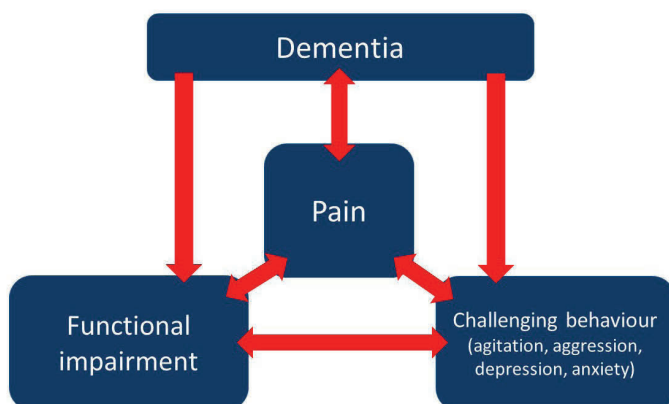 Dementia
Pain
Functional
impairment
Challenging behaviour
(agitation, aggression,
depression, anxiety)